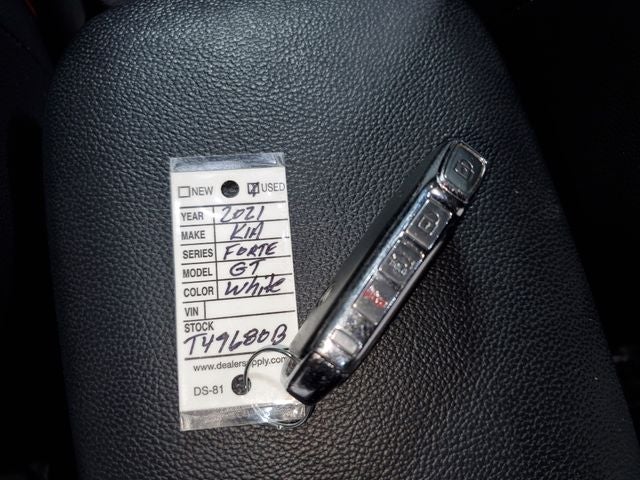 NEW USED
YEAR 2021
MAKE KIA
SERIES FORTE
MODEL GT
COLOR White
VIN
STOCK
T49680B
www.dealersupply.com
DS-81